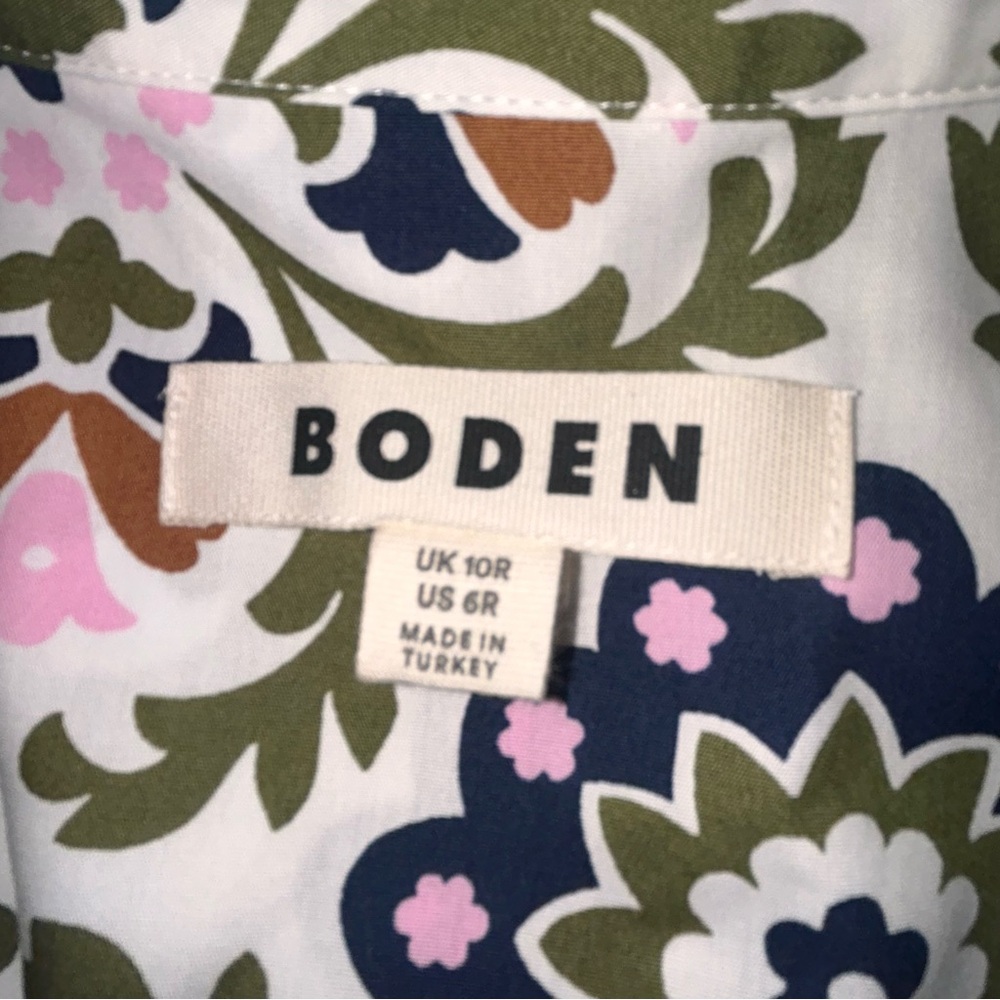 BODEN
UK 10R
US 6R
MADE IN
TURKEY